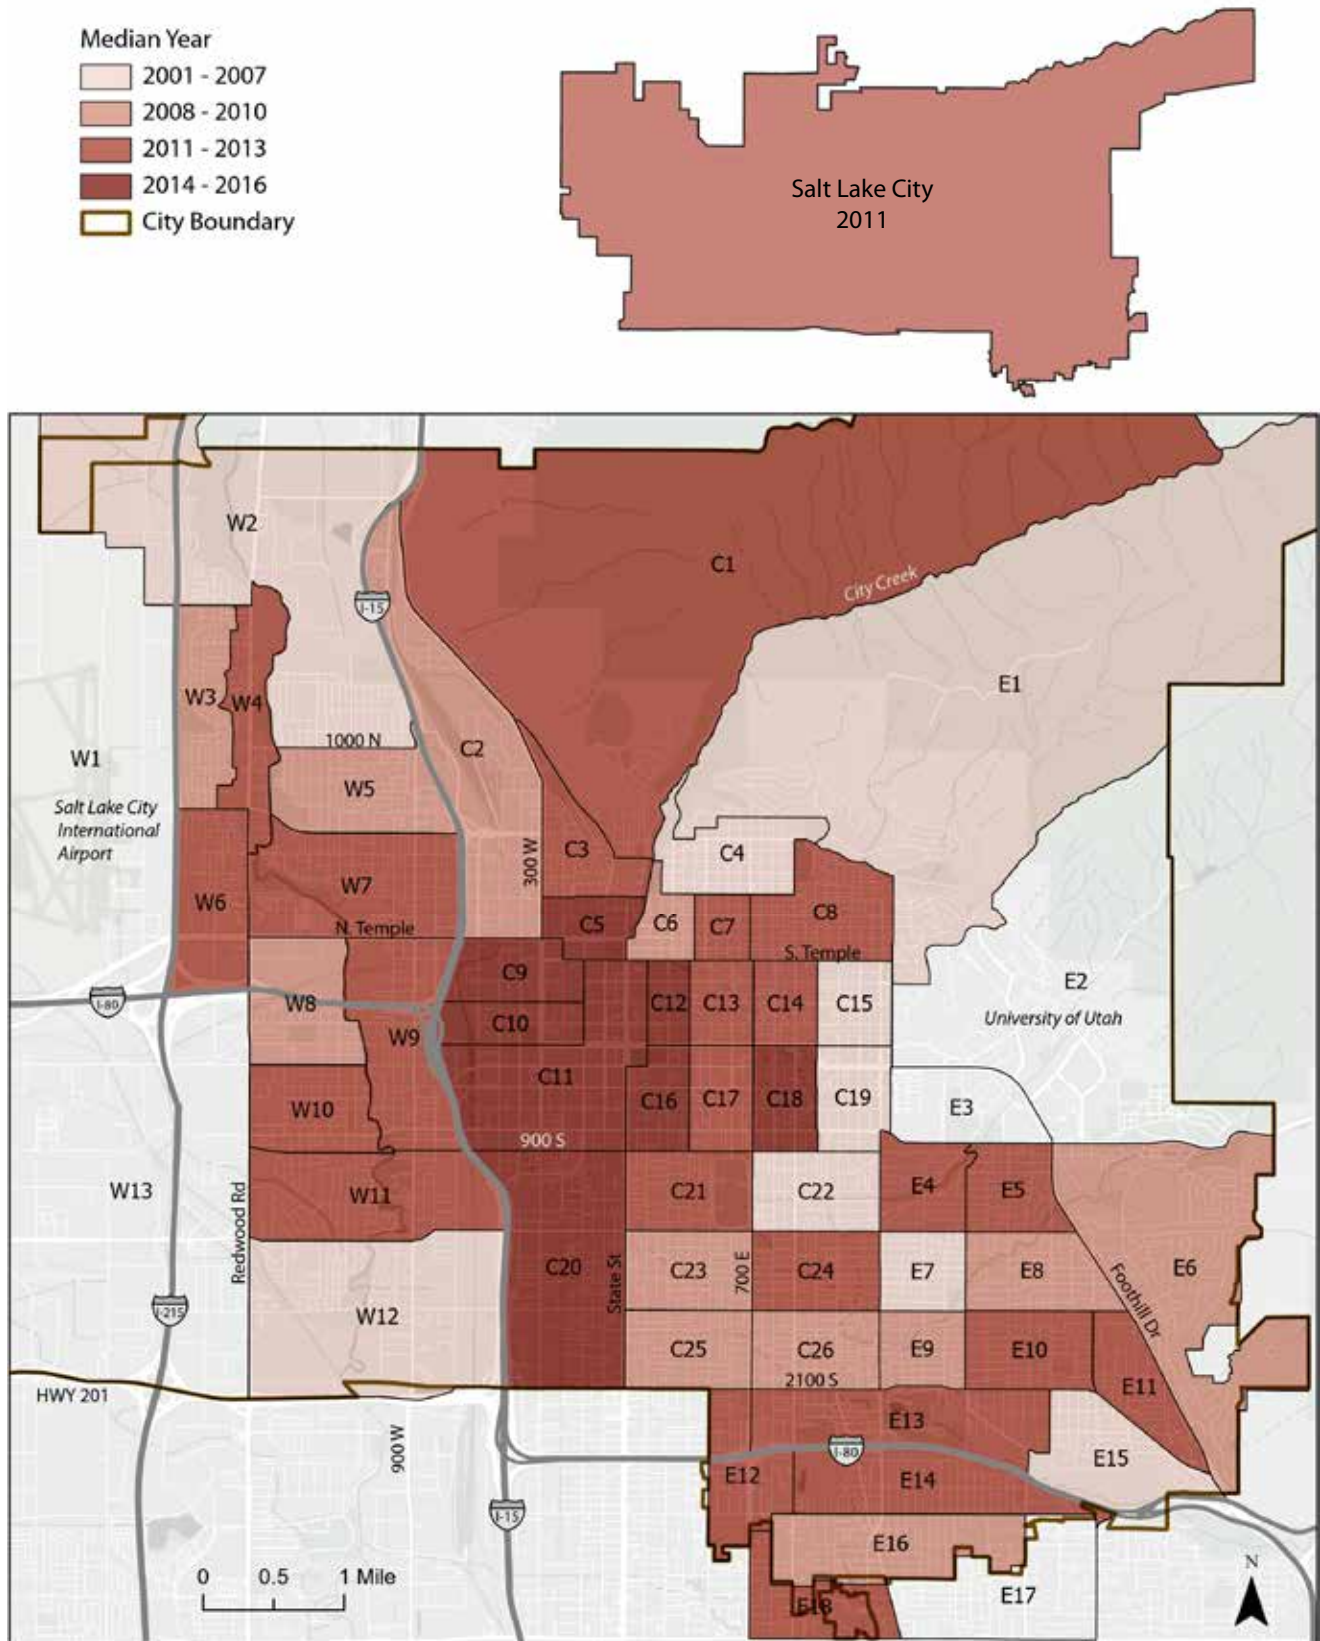 Median Year
2001 - 2007
2008 - 2010
2011 - 2013
2014 - 2016
City Boundary
Salt Lake City
2011
W2
C1
City Creek
I-15
E1
W3
W4
1000 N
C2
W1
W5
Salt Lake City
International
Airport
300 W
C3
C4
W7
W6
N. Temple
C5
C6
C7
C8
S. Temple
C9
E2
I-80
W8
C10
C12
C13
C14
C15
University of Utah
W9
C11
C16
C17
C18
C19
E3
W10
900 S
W13
Redwood Rd
W11
C21
C22
E4
E5
C20
State St
C23
700 E
C24
E7
E8
Foothill Dr
E6
I-215
W12
C25
C26
E9
E10
2100 S
E11
HWY 201
900 W
E13
I-80
E12
E14
E15
I-15
E16
0 0.5 1 Mile
E18
E17
N